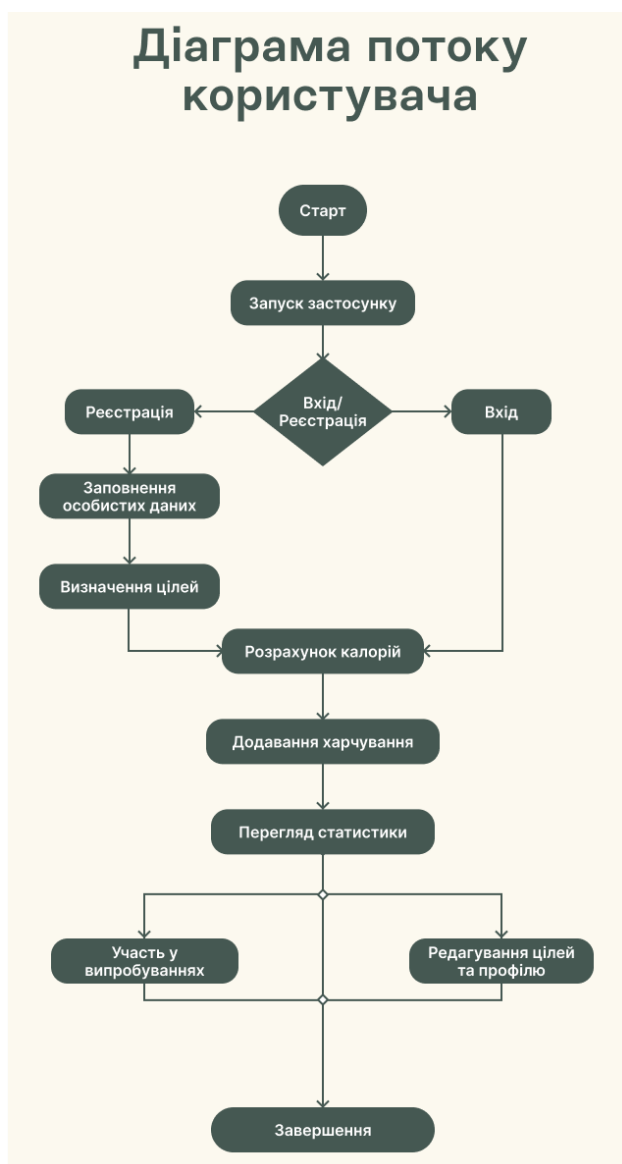 Діаграма потоку
користувача
Старт
Запуск застосунку
Вхід/
Реєстрація
Реєстрація
Вхід
Заповнення
особистих даних
Визначення цілей
Розрахунок калорій
Додавання харчування
Перегляд статистики
Участь у
випробуваннях
Редагування цілей
та профілю
Завершення